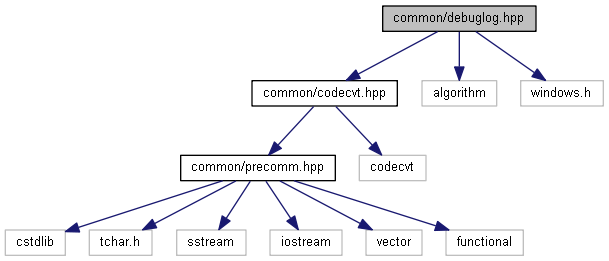 common/debuglog.hpp
common/codecvt.hpp
algorithm
windows.h
common/precomm.hpp
codecvt
cstdlib
tchar.h
sstream
iostream
vector
functional